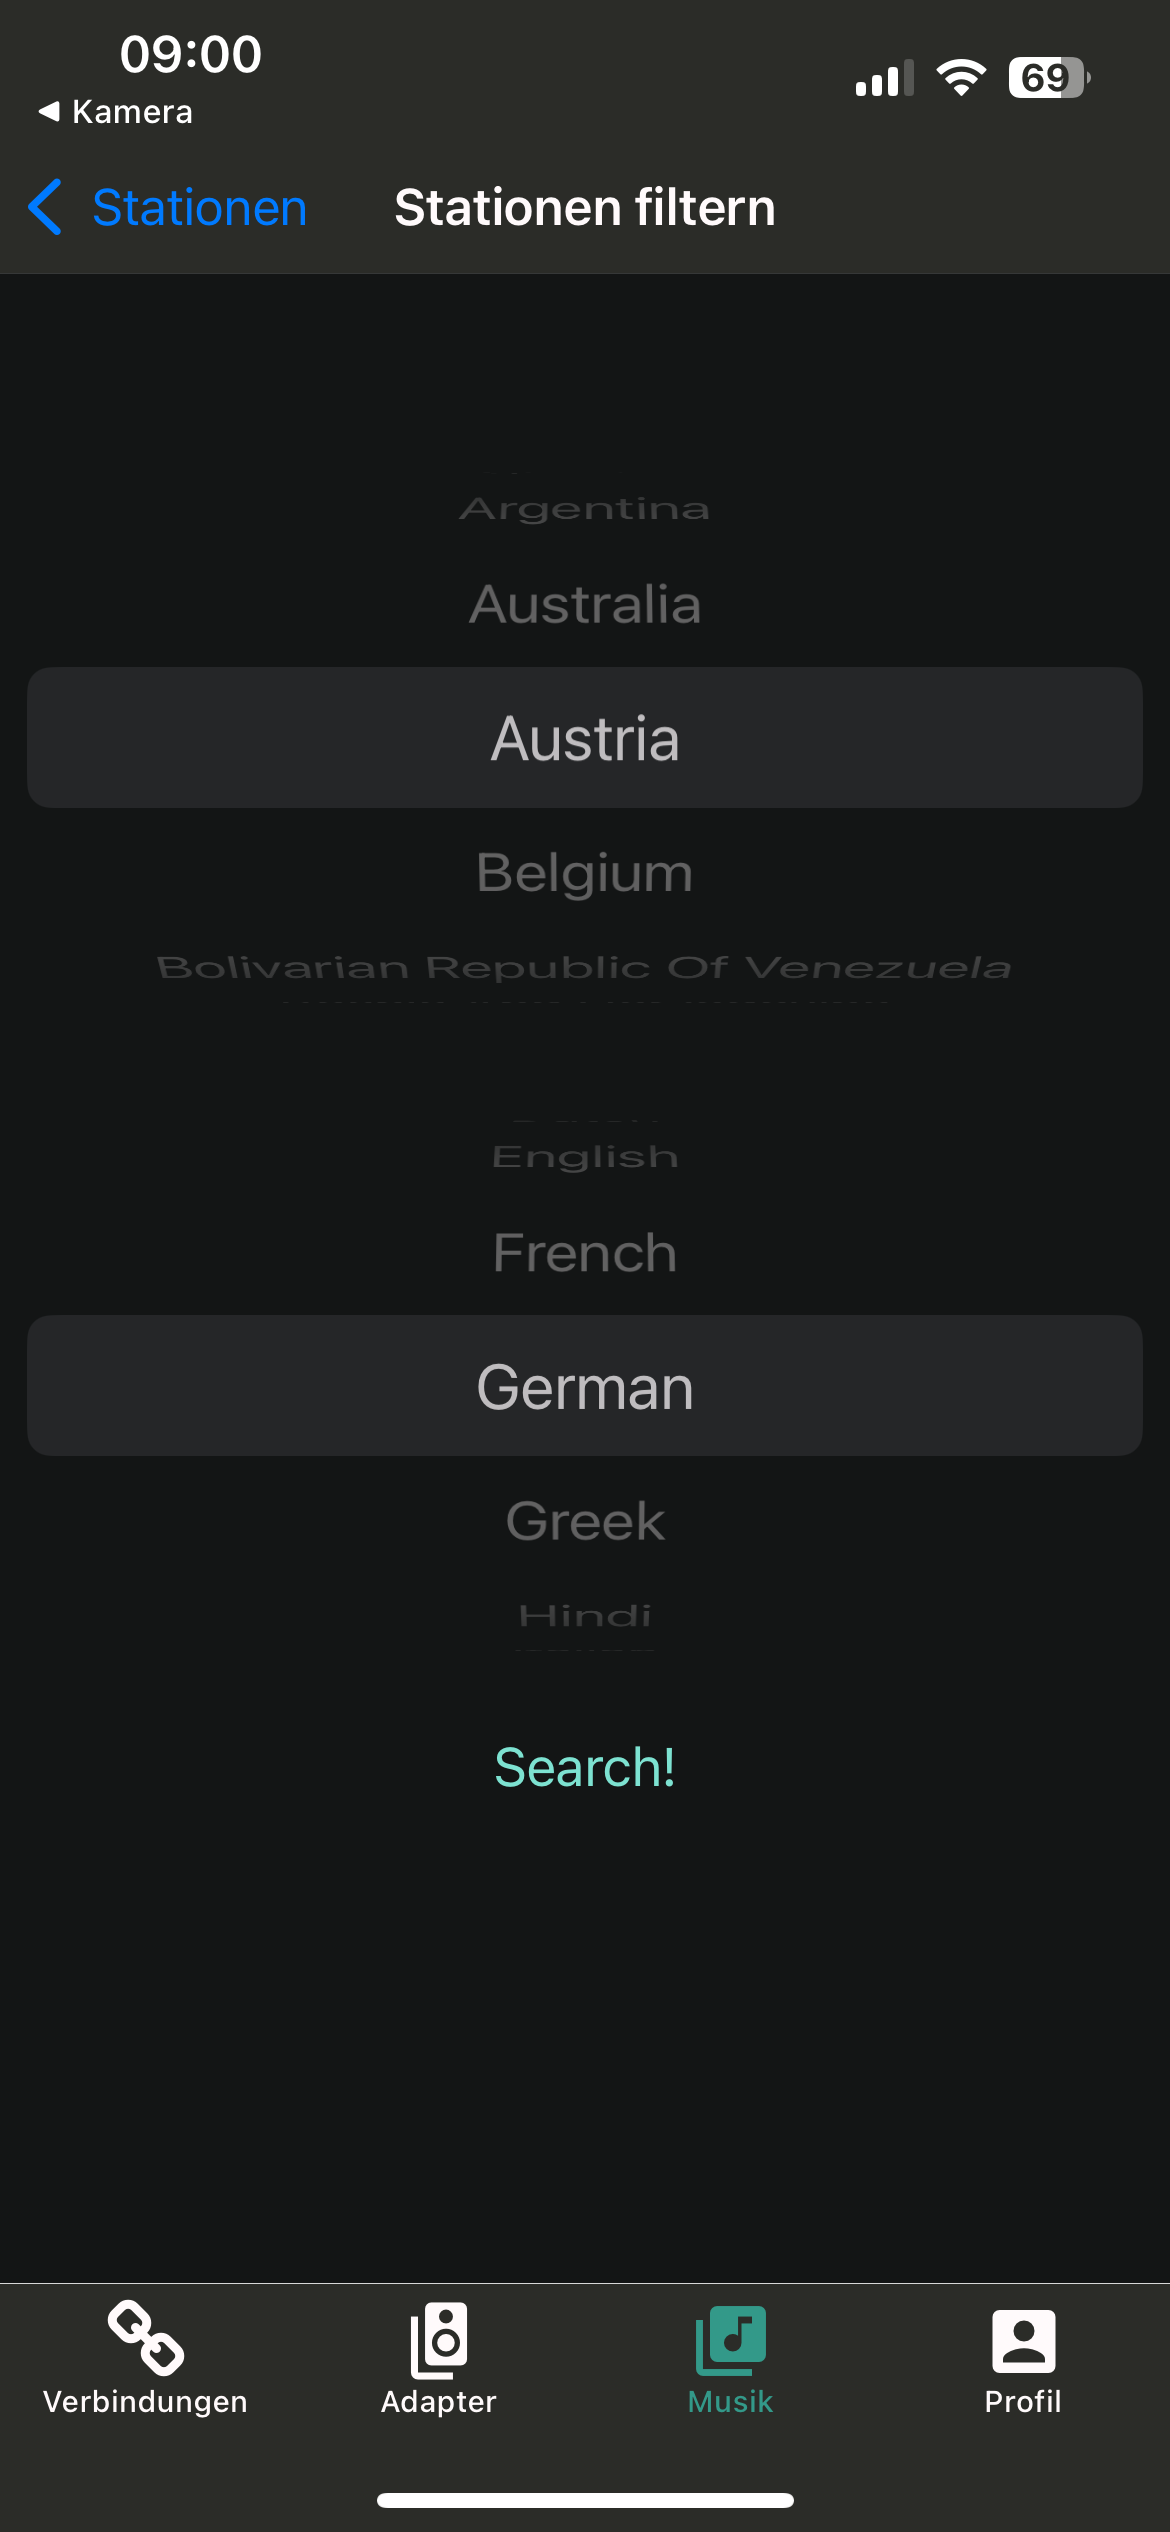 09:00
69
◀ Kamera
Stationen
Stationen filtern
Argentina
Australia
Austria
Belgium
Bolivarian Republic Of Venezuela
English
French
German
Greek
Hindi
Search!
Verbindungen
Adapter
Musik
Profil